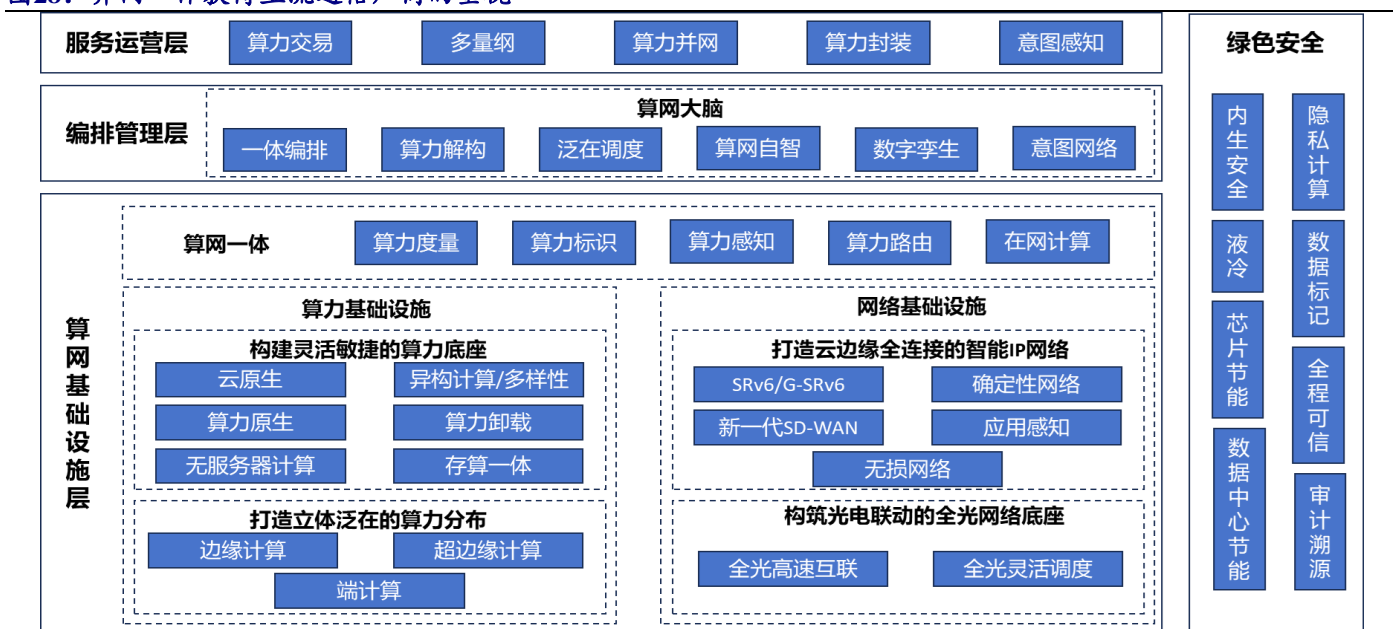 服务运营层
算力交易 多量纲 算力并网 算力封装 意图感知
编排管理层
算网大脑
一体编排 算力解构 泛在调度 算网自智 数字孪生 意图网络
算网基础设施层
算网一体 算力度量 算力标识 算力感知 算力路由 在网计算
算力基础设施
构建灵活敏捷的算力底座
云原生 异构计算/多样性
算力原生 算力卸载
无服务器计算 存算一体
打造立体泛在的算力分布
边缘计算 超边缘计算
端计算
网络基础设施
打造云边缘全连接的智能IP网络
SRv6/G-SRv6 确定性网络
新一代SD-WAN 应用感知
无损网络
构筑光电联动的全光网络底座
全光高速互联 全光灵活调度
绿色安全
内生安全
液冷
芯片节能
数据中心节能
隐私计算
数据标记
全程可信
审计溯源